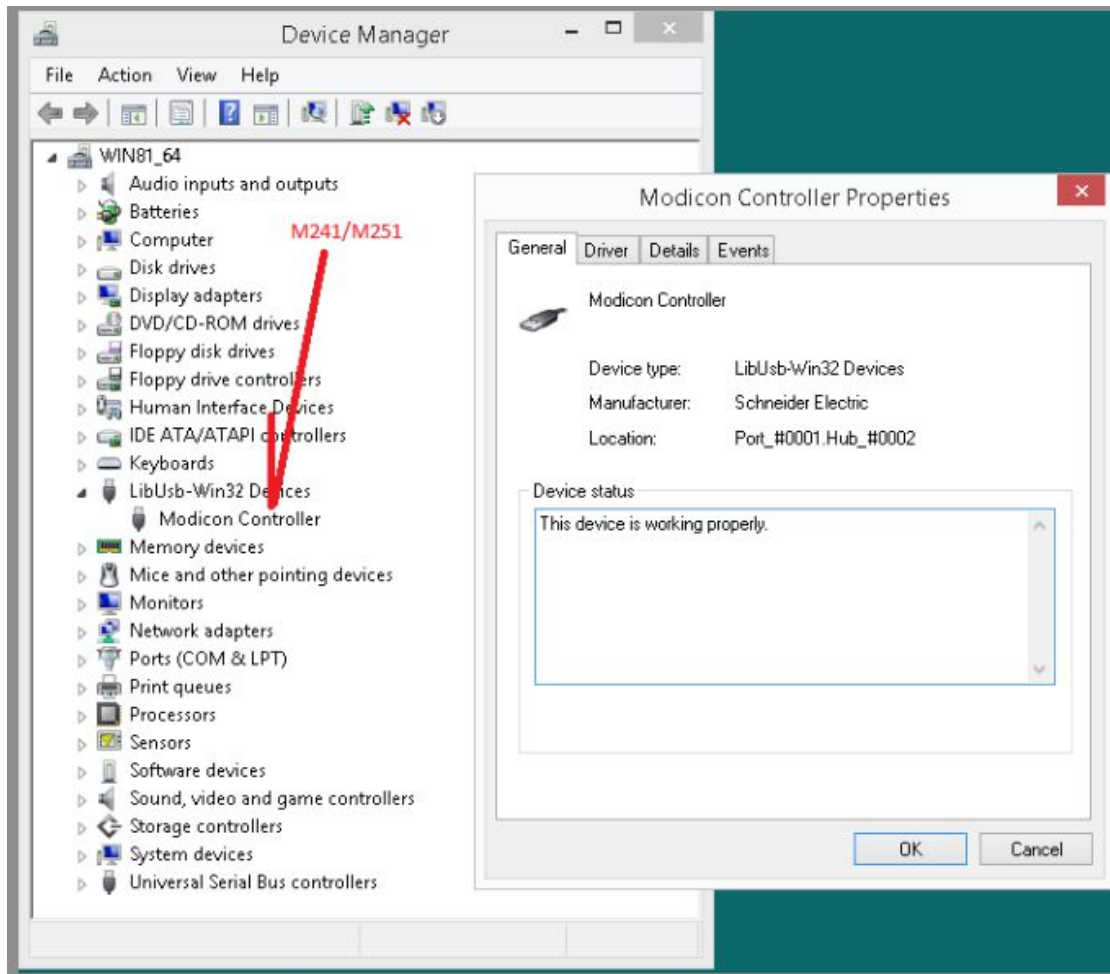 Device Manager
File Action View Help
WIN81_64
Audio inputs and outputs
Batteries
Computer
M241/M251
Disk drives
Display adapters
DVD/CD-ROM drives
Floppy disk drives
Floppy drive controllers
Human Interface Devices
IDE ATA/ATAPI controllers
Keyboards
LibUsb-Win32 Devices
Modicon Controller
Memory devices
Mice and other pointing devices
Monitors
Network adapters
Ports (COM & LPT)
Print queues
Processors
Sensors
Software devices
Sound, video and game controllers
Storage controllers
System devices
Universal Serial Bus controllers
Modicon Controller Properties
General Driver Details Events
Modicon Controller
Device type: LibUsb-Win32 Devices
Manufacturer: Schneider Electric
Location: Port_#0001.Hub_#0002
Device status
This device is working properly.
OK Cancel